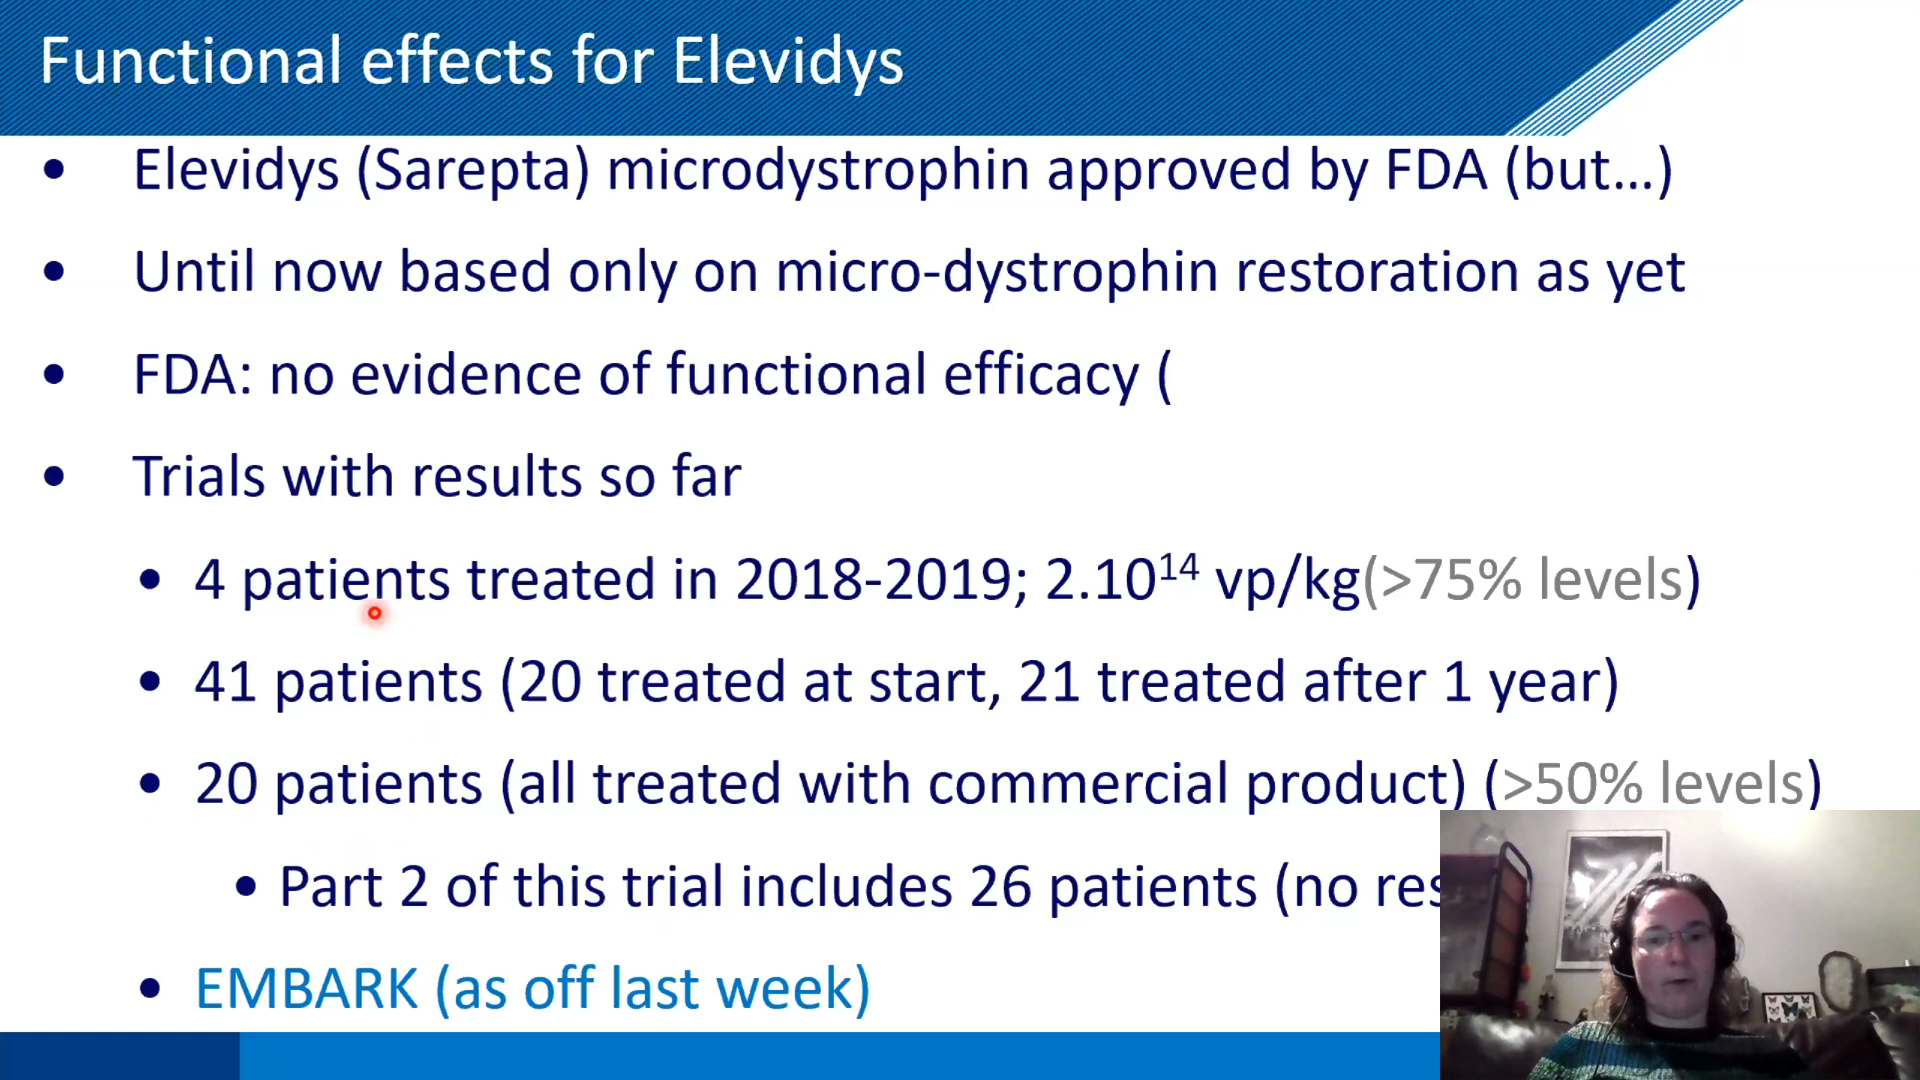 Functional effects for Elevidys
• Elevidys (Sarepta) microdystrophin approved by FDA (but…)
• Until now based only on micro-dystrophin restoration as yet
• FDA: no evidence of functional efficacy (
• Trials with results so far
• 4 patients treated in 2018-2019; 2.10¹⁴ vp/kg(>75% levels)
• 41 patients (20 treated at start, 21 treated after 1 year)
• 20 patients (all treated with commercial product) (>50% levels)
• Part 2 of this trial includes 26 patients (no
• EMBARK (as off last week)